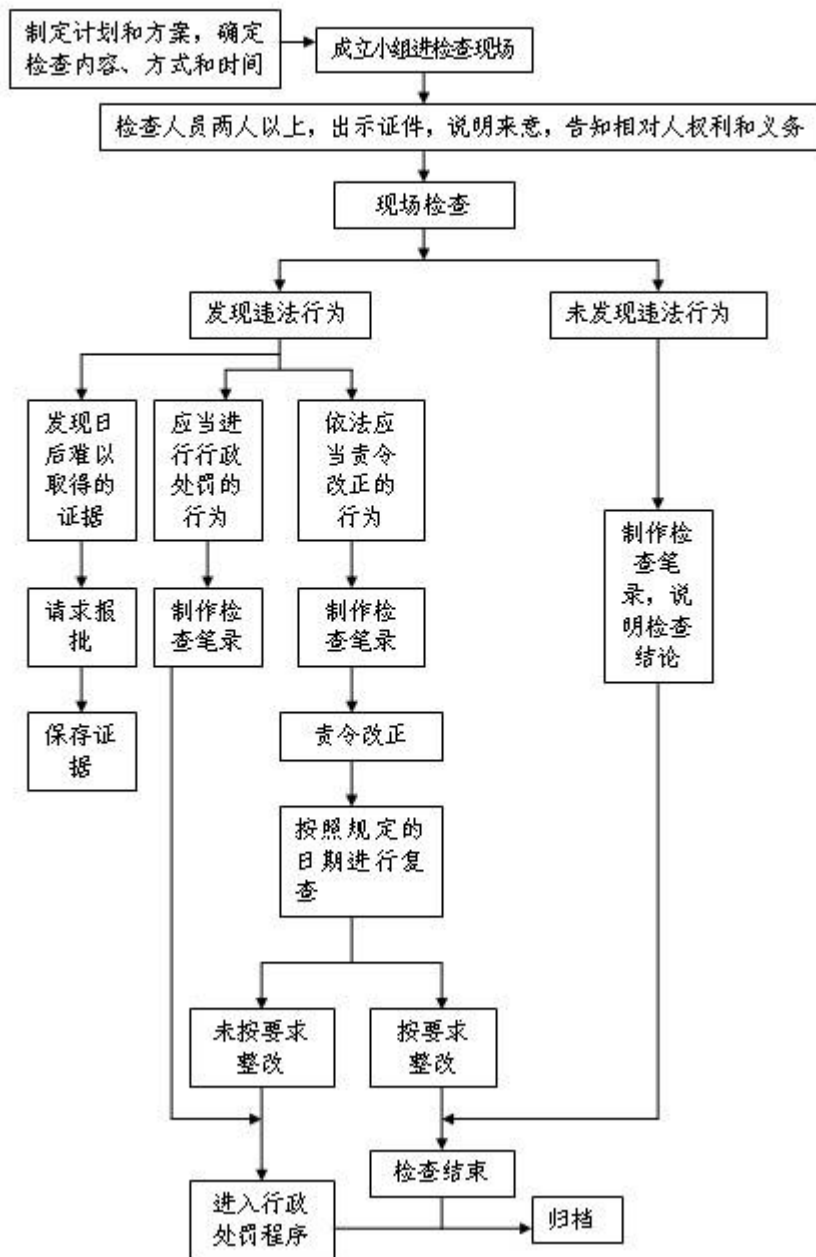 制定计划和方案，确定
检查内容、方式和时间
成立小组进检查现场
检查人员两人以上，出示证件，说明来意，告知相对人权利和义务
现场检查
发现违法行为
未发现违法行为
发现日
后难以
取得的
证据
应当进
行行政
处罚的
行为
依法应
当责令
改正的
行为
制作检
查笔
录，说
明检查
结论
请求报
批
制作检
查笔录
制作检
查笔录
保存证
据
责令改正
按照规定的
日期进行复
查
未按要求
整改
按要求
整改
检查结束
进入行政
处罚程序
归档